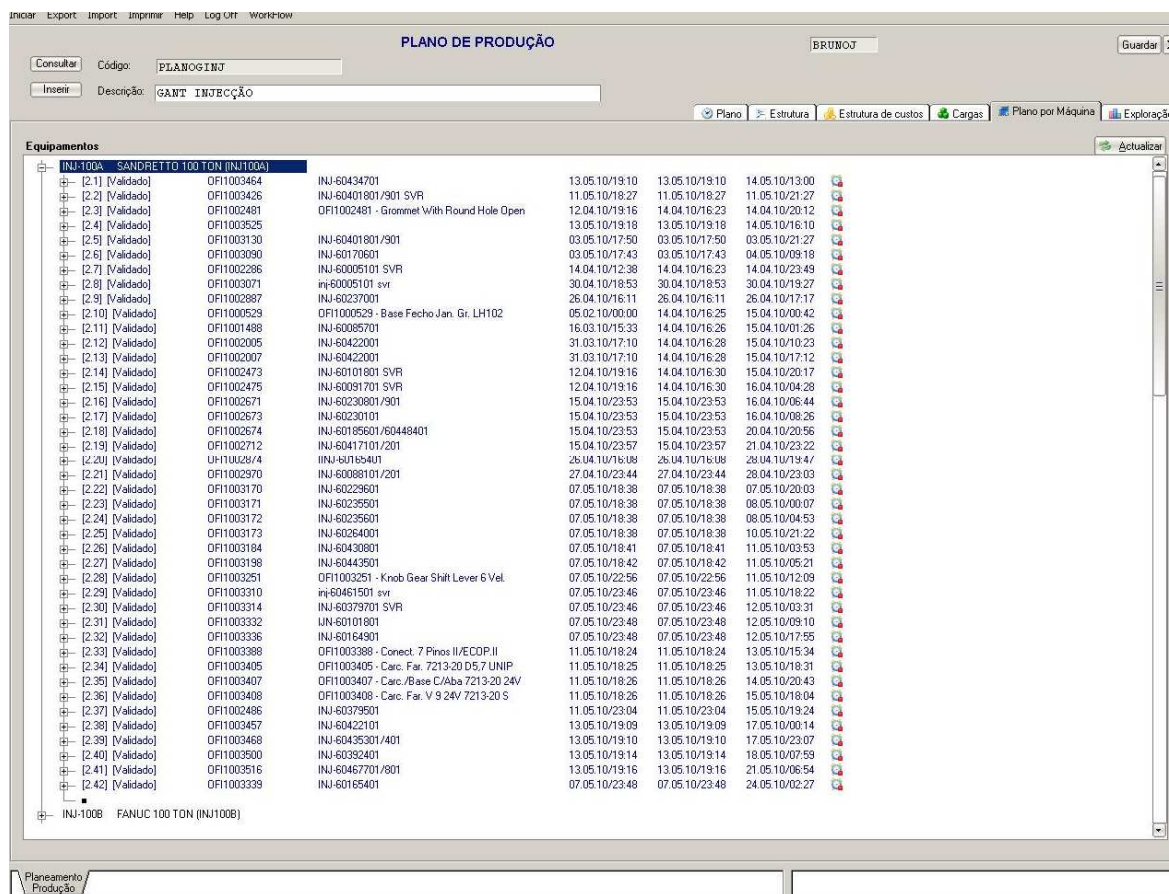 Iniciar Export Import Imprimir Help Log Off WorkFlow
PLANO DE PRODUÇÃO BRUNOJ Guardar
Consultar Código: PLANOGINJ
Inserir Descrição: GANT INJECÇÃO
Plano Estrutura Estrutura de custos Cargas Plano por Máquina Exploração
Equipamentos Actualizar
INJ-100A SANDRETTO 100 TON (INJ100A)
[2.1] [Validado] OFI1003464 INJ-60434701 13.05.10/19:10 13.05.10/19:10 14.05.10/13:00
[2.2] [Validado] OFI1003426 INJ-60401801/901 SVR 11.05.10/18:27 11.05.10/18:27 11.05.10/21:27
[2.3] [Validado] OFI1002481 OFI1002481 - Grommet With Round Hole Open 12.04.10/19:16 14.04.10/16:23 14.04.10/20:12
[2.4] [Validado] OFI1003525 13.05.10/19:18 13.05.10/19:18 14.05.10/16:10
[2.5] [Validado] OFI1003130 INJ-60401801/901 03.05.10/17:50 03.05.10/17:50 03.05.10/21:27
[2.6] [Validado] OFI1003090 INJ-60170601 03.05.10/17:43 03.05.10/17:43 04.05.10/09:18
[2.7] [Validado] OFI1002286 INJ-60005101 SVR 14.04.10/12:38 14.04.10/16:23 14.04.10/23:49
[2.8] [Validado] OFI1003071 inj-60005101 svr 30.04.10/18:53 30.04.10/18:53 30.04.10/19:27
[2.9] [Validado] OFI1002887 INJ-60237001 26.04.10/16:11 26.04.10/16:11 26.04.10/17:17
[2.10] [Validado] OFI1000529 OFI1000529 - Base Fecho Jan. Gr. LH102 05.02.10/00:00 14.04.10/16:25 15.04.10/00:42
[2.11] [Validado] OFI1001488 INJ-60085701 16.03.10/15:33 14.04.10/16:26 15.04.10/01:26
[2.12] [Validado] OFI1002005 INJ-60422001 31.03.10/17:10 14.04.10/16:28 15.04.10/10:23
[2.13] [Validado] OFI1002007 INJ-60422001 31.03.10/17:10 14.04.10/16:28 15.04.10/17:12
[2.14] [Validado] OFI1002473 INJ-60101801 SVR 12.04.10/19:16 14.04.10/16:30 15.04.10/20:17
[2.15] [Validado] OFI1002475 INJ-60091701 SVR 12.04.10/19:16 14.04.10/16:30 16.04.10/04:28
[2.16] [Validado] OFI1002671 INJ-60230801/901 15.04.10/23:53 15.04.10/23:53 16.04.10/06:44
[2.17] [Validado] OFI1002673 INJ-60230101 15.04.10/23:53 15.04.10/23:53 16.04.10/08:26
[2.18] [Validado] OFI1002674 INJ-60185601/60448401 15.04.10/23:53 15.04.10/23:53 20.04.10/20:56
[2.19] [Validado] OFI1002712 INJ-60417101/201 15.04.10/23:57 15.04.10/23:57 21.04.10/23:22
[2.20] [Validado] OFI1002874 IINJ-60165401 26.04.10/16:08 26.04.10/16:08 28.04.10/19:47
[2.21] [Validado] OFI1002970 INJ-60088101/201 27.04.10/23:44 27.04.10/23:44 28.04.10/23:03
[2.22] [Validado] OFI1003170 INJ-60229601 07.05.10/18:38 07.05.10/18:38 07.05.10/20:03
[2.23] [Validado] OFI1003171 INJ-60235501 07.05.10/18:38 07.05.10/18:38 08.05.10/00:07
[2.24] [Validado] OFI1003172 INJ-60235601 07.05.10/18:38 07.05.10/18:38 08.05.10/04:53
[2.25] [Validado] OFI1003173 INJ-60264001 07.05.10/18:38 07.05.10/18:38 10.05.10/21:22
[2.26] [Validado] OFI1003184 INJ-60430801 07.05.10/18:41 07.05.10/18:41 11.05.10/03:53
[2.27] [Validado] OFI1003198 INJ-60443501 07.05.10/18:42 07.05.10/18:42 11.05.10/05:21
[2.28] [Validado] OFI1003251 OFI1003251 - Knob Gear Shift Lever 6 Vel. 07.05.10/22:56 07.05.10/22:56 11.05.10/12:09
[2.29] [Validado] OFI1003310 inj-60461501 svr 07.05.10/23:46 07.05.10/23:46 11.05.10/18:22
[2.30] [Validado] OFI1003314 INJ-60379701 SVR 07.05.10/23:46 07.05.10/23:46 12.05.10/03:31
[2.31] [Validado] OFI1003332 IJN-60101801 07.05.10/23:48 07.05.10/23:48 12.05.10/09:10
[2.32] [Validado] OFI1003336 INJ-60164901 07.05.10/23:48 07.05.10/23:48 12.05.10/17:55
[2.33] [Validado] OFI1003388 OFI1003388 - Conect. 7 Pinos II/ECOP.II 11.05.10/18:24 11.05.10/18:24 13.05.10/15:34
[2.34] [Validado] OFI1003405 OFI1003405 - Carc. Far. 7213-20 D5,7 UNIP 11.05.10/18:25 11.05.10/18:25 13.05.10/18:31
[2.35] [Validado] OFI1003407 OFI1003407 - Carc./Base C/Aba 7213-20 24V 11.05.10/18:26 11.05.10/18:26 14.05.10/20:43
[2.36] [Validado] OFI1003408 OFI1003408 - Carc. Far. V 9 24V 7213-20 S 11.05.10/18:26 11.05.10/18:26 15.05.10/18:04
[2.37] [Validado] OFI1002486 INJ-60379501 11.05.10/23:04 11.05.10/23:04 15.05.10/19:24
[2.38] [Validado] OFI1003457 INJ-60422101 13.05.10/19:09 13.05.10/19:09 17.05.10/00:14
[2.39] [Validado] OFI1003468 INJ-60435301/401 13.05.10/19:10 13.05.10/19:10 17.05.10/23:07
[2.40] [Validado] OFI1003500 INJ-60392401 13.05.10/19:14 13.05.10/19:14 18.05.10/07:59
[2.41] [Validado] OFI1003516 INJ-60467701/801 13.05.10/19:16 13.05.10/19:16 21.05.10/06:54
[2.42] [Validado] OFI1003339 INJ-60165401 07.05.10/23:48 07.05.10/23:48 24.05.10/02:27
INJ-100B FANUC 100 TON (INJ100B)
Planeamento
Produção